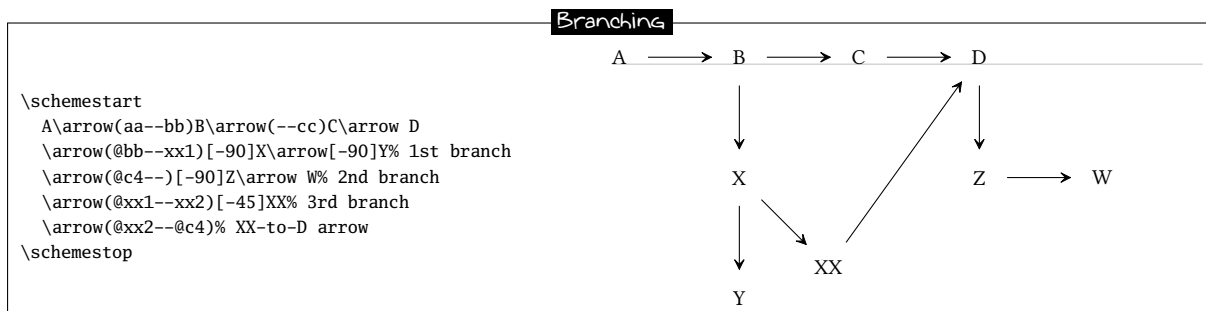 Branching
\schemestart
A\arrow(aa--bb)B\arrow(--cc)C\arrow D
\arrow(@bb--xx1)[-90]X\arrow[-90]Y% 1st branch
\arrow(@c4--)[-90]Z\arrow W% 2nd branch
\arrow(@xx1--xx2)[-45]XX% 3rd branch
\arrow(@xx2--@c4)% XX-to-D arrow
\schemestop
A B C D
X Z W
XX
Y